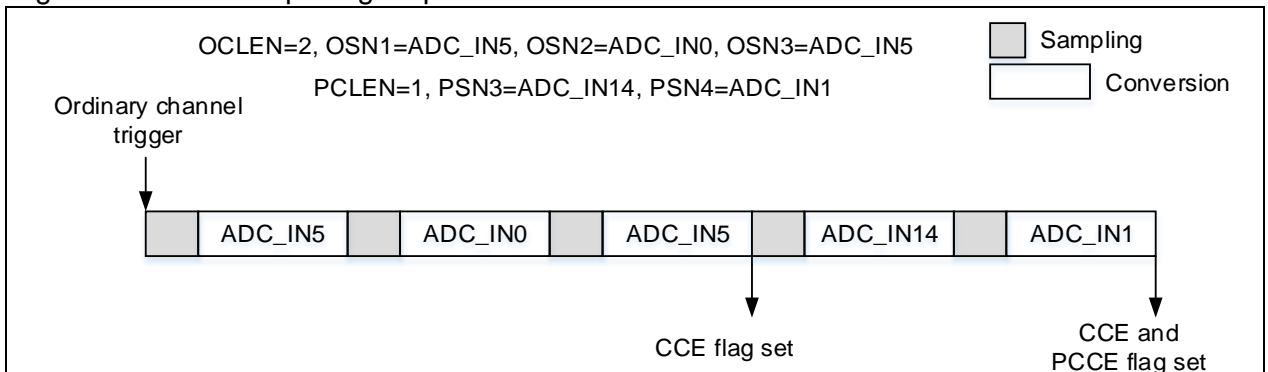 OCLEN=2, OSN1=ADC_IN5, OSN2=ADC_IN0, OSN3=ADC_IN5
PCLEN=1, PSN3=ADC_IN14, PSN4=ADC_IN1
Sampling
Conversion
Ordinary channel
trigger
ADC_IN5
ADC_IN0
ADC_IN5
ADC_IN14
ADC_IN1
CCE flag set
CCE and
PCCE flag set